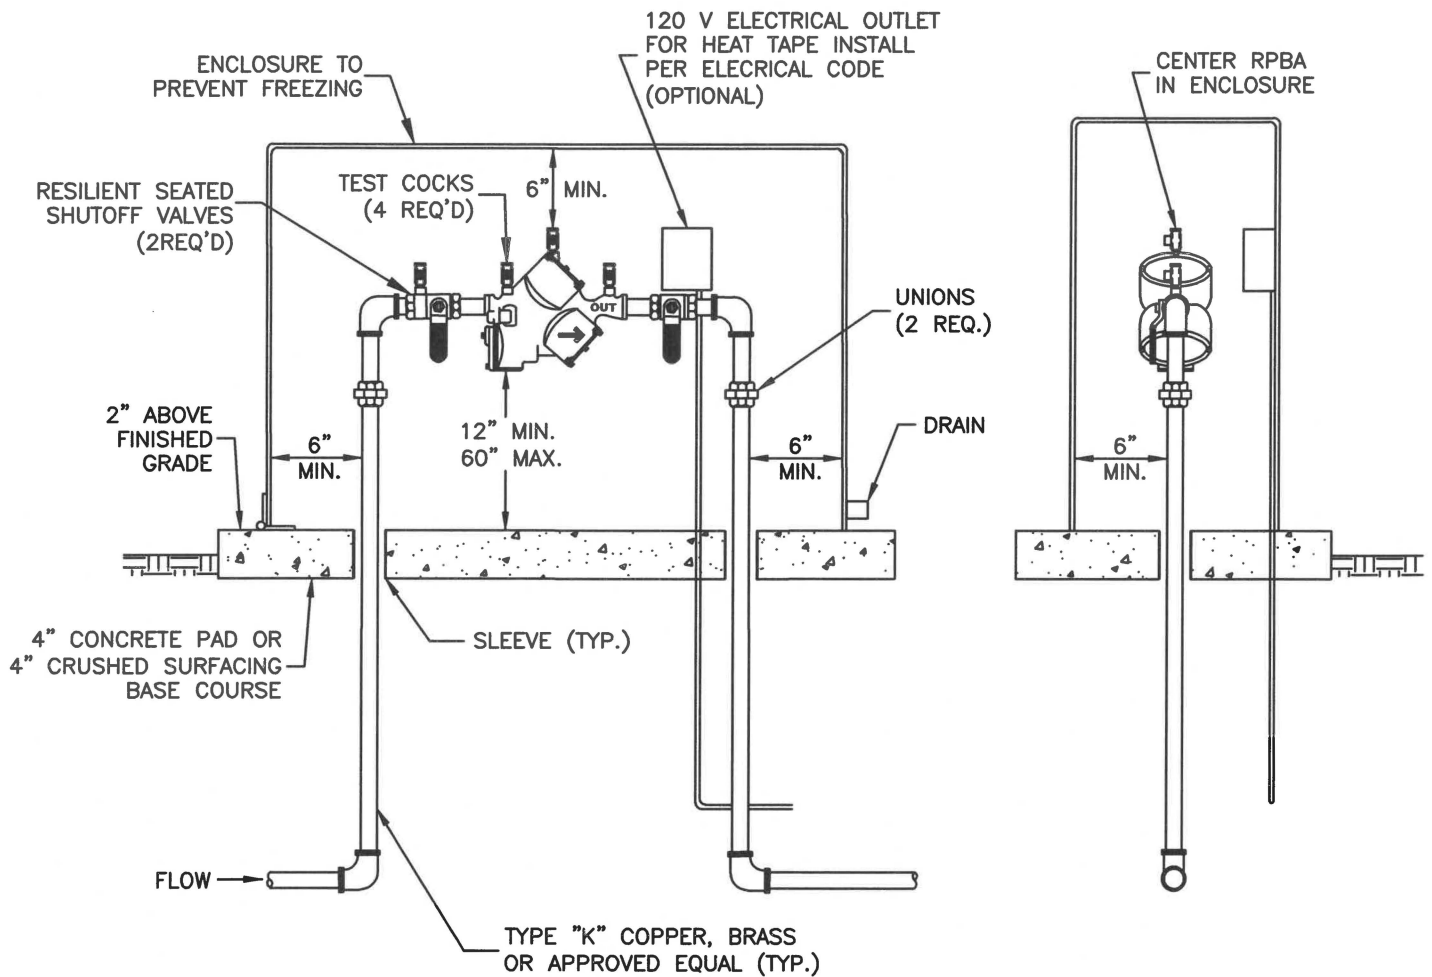 120 V ELECTRICAL OUTLET
FOR HEAT TAPE INSTALL
PER ELECRICAL CODE
(OPTIONAL)
ENCLOSURE TO
PREVENT FREEZING
CENTER RPBA
IN ENCLOSURE
RESILIENT SEATED
SHUTOFF VALVES
(2REQ'D)
TEST COCKS
(4 REQ'D)
6" MIN.
OUT
UNIONS
(2 REQ.)
2" ABOVE
FINISHED
GRADE
6"
MIN.
12" MIN.
60" MAX.
6"
MIN.
DRAIN
6"
MIN.
4" CONCRETE PAD OR
4" CRUSHED SURFACING
BASE COURSE
SLEEVE (TYP.)
FLOW
TYPE "K" COPPER, BRASS
OR APPROVED EQUAL (TYP.)